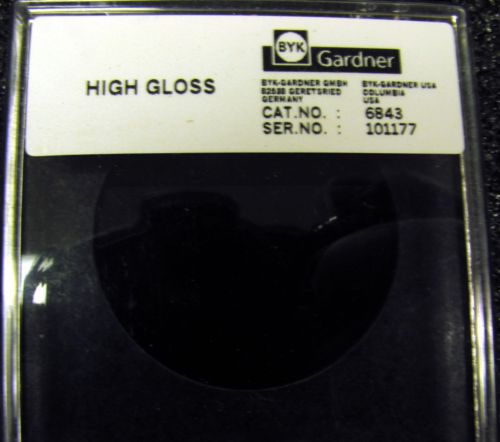 BYK
Gardner
HIGH GLOSS
BYK-GARDNER GMBH
82538 GERETSRIED
GERMANY
BYK-GARDNER USA
COLUMBIA
USA
CAT.NO. : 6843
SER.NO. : 101177